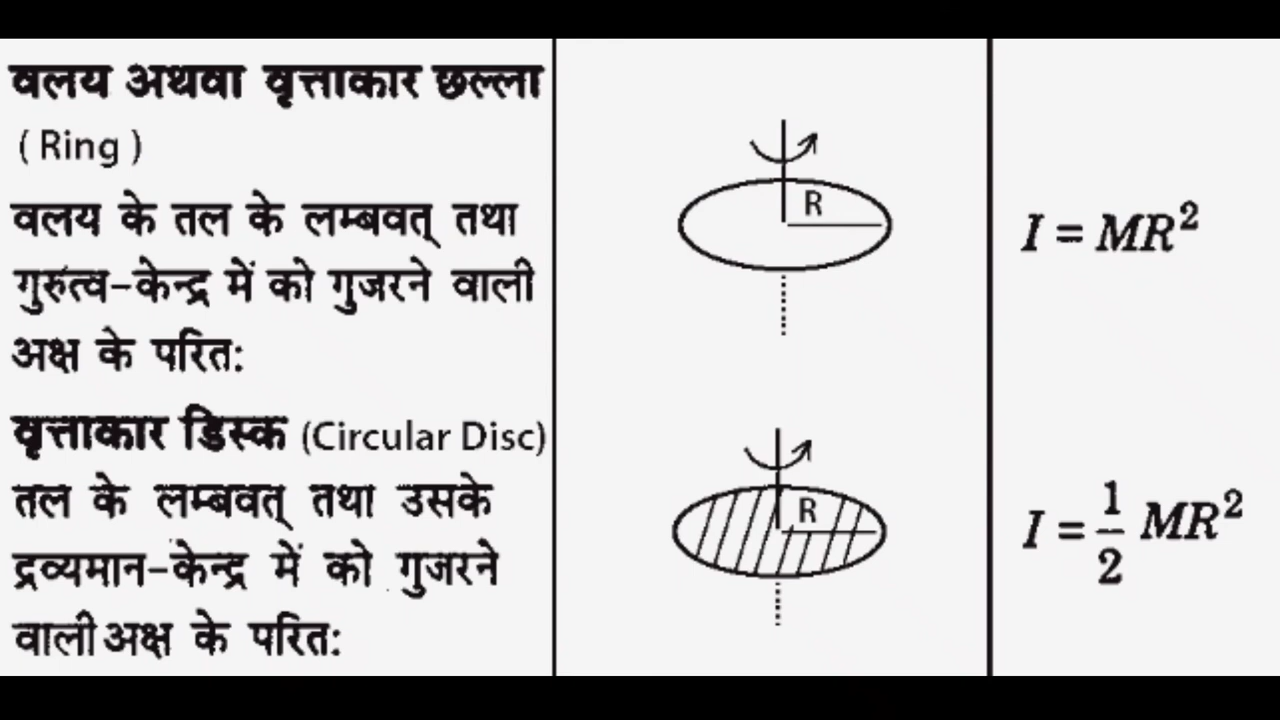 वलय अथवा वृत्ताकार छल्ला
( Ring )
वलय के तल के लम्बवत् तथा
गुरुत्व-केन्द्र में को गुजरने वाली
अक्ष के परित:
R
I = MR²
वृत्ताकार डिस्क (Circular Disc)
तल के लम्बवत् तथा उसके
द्रव्यमान-केन्द्र में को गुजरने
वाली अक्ष के परित:
R
I = 1/2 MR²